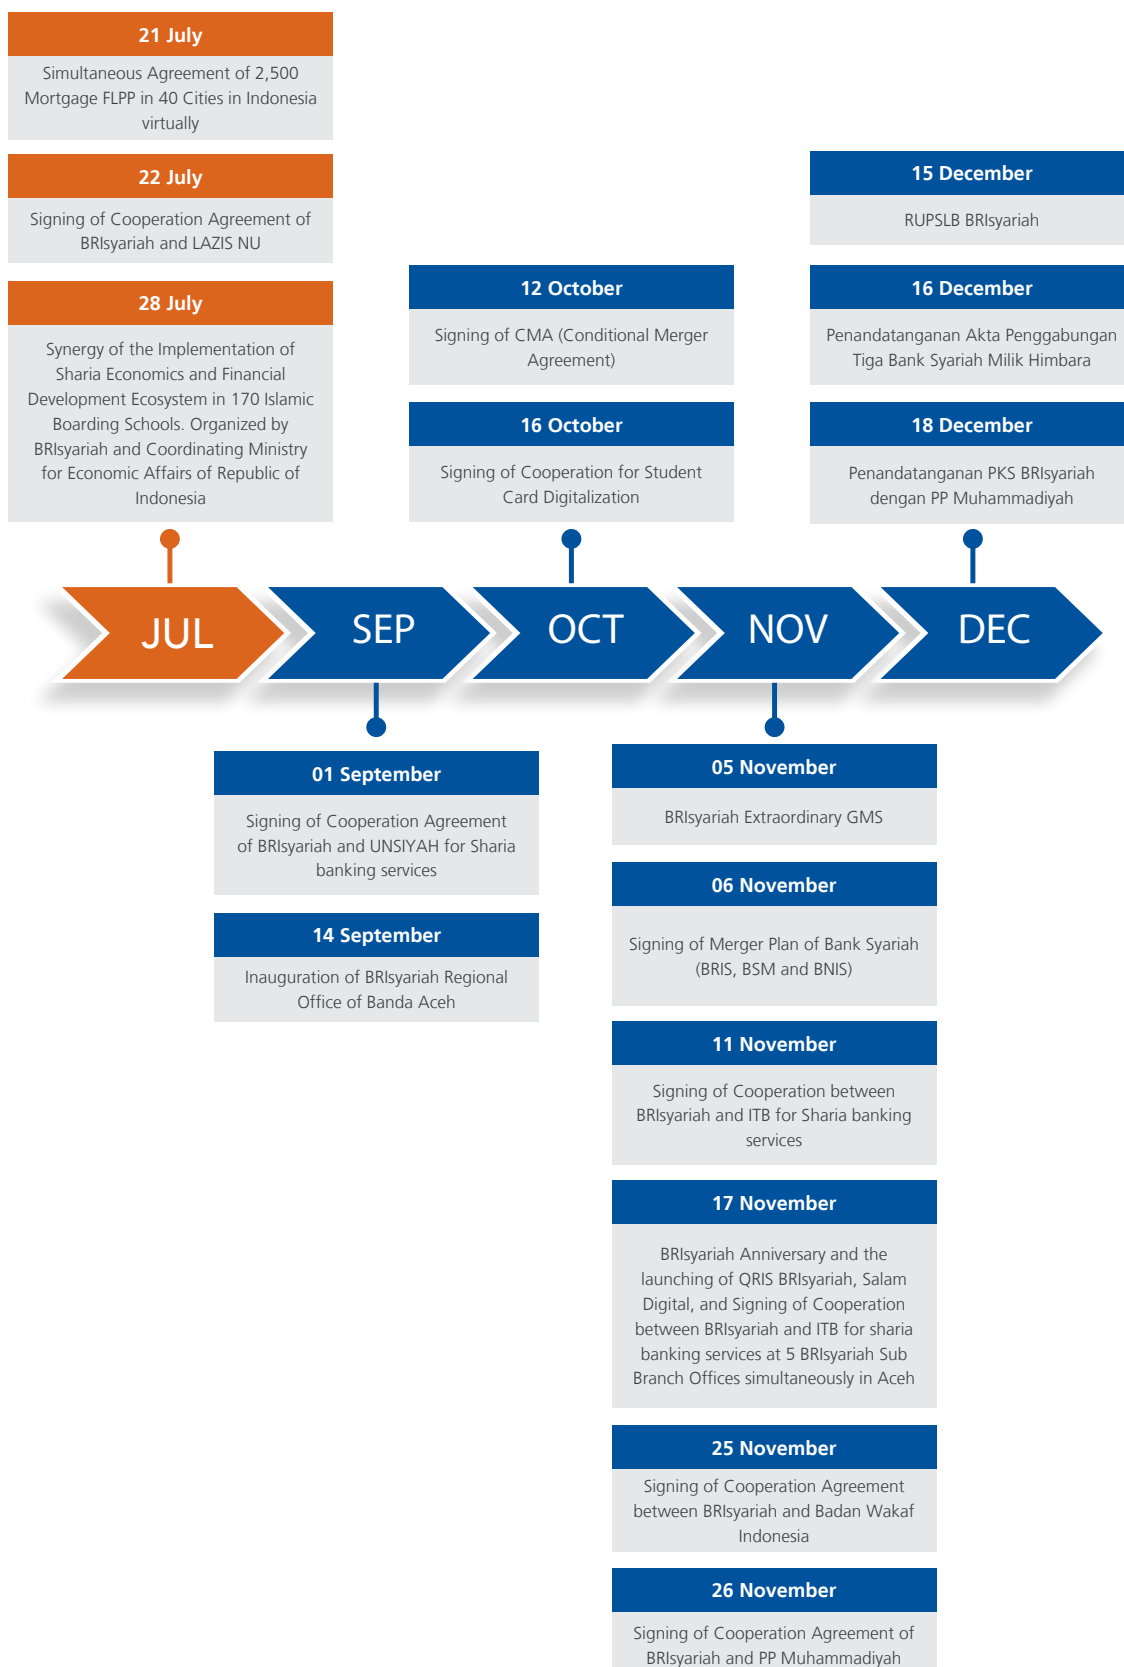 21 July
Simultaneous Agreement of 2,500
Mortgage FLPP in 40 Cities in Indonesia
virtually
22 July
Signing of Cooperation Agreement of
BRIsyariah and LAZIS NU
28 July
Synergy of the Implementation of
Sharia Economics and Financial
Development Ecosystem in 170 Islamic
Boarding Schools. Organized by
BRIsyariah and Coordinating Ministry
for Economic Affairs of Republic of
Indonesia
12 October
Signing of CMA (Conditional Merger
Agreement)
16 October
Signing of Cooperation for Student
Card Digitalization
15 December
RUPSLB BRIsyariah
16 December
Penandatanganan Akta Penggabungan
Tiga Bank Syariah Milik Himbara
18 December
Penandatanganan PKS BRIsyariah
dengan PP Muhammadiyah
JUL
SEP
OCT
NOV
DEC
01 September
Signing of Cooperation Agreement
of BRIsyariah and UNSIYAH for Sharia
banking services
14 September
Inauguration of BRIsyariah Regional
Office of Banda Aceh
05 November
BRIsyariah Extraordinary GMS
06 November
Signing of Merger Plan of Bank Syariah
(BRIS, BSM and BNIS)
11 November
Signing of Cooperation between
BRIsyariah and ITB for Sharia banking
services
17 November
BRIsyariah Anniversary and the
launching of QRIS BRIsyariah, Salam
Digital, and Signing of Cooperation
between BRIsyariah and ITB for sharia
banking services at 5 BRIsyariah Sub
Branch Offices simultaneously in Aceh
25 November
Signing of Cooperation Agreement
between BRIsyariah and Badan Wakaf
Indonesia
26 November
Signing of Cooperation Agreement of
BRIsyariah and PP Muhammadiyah